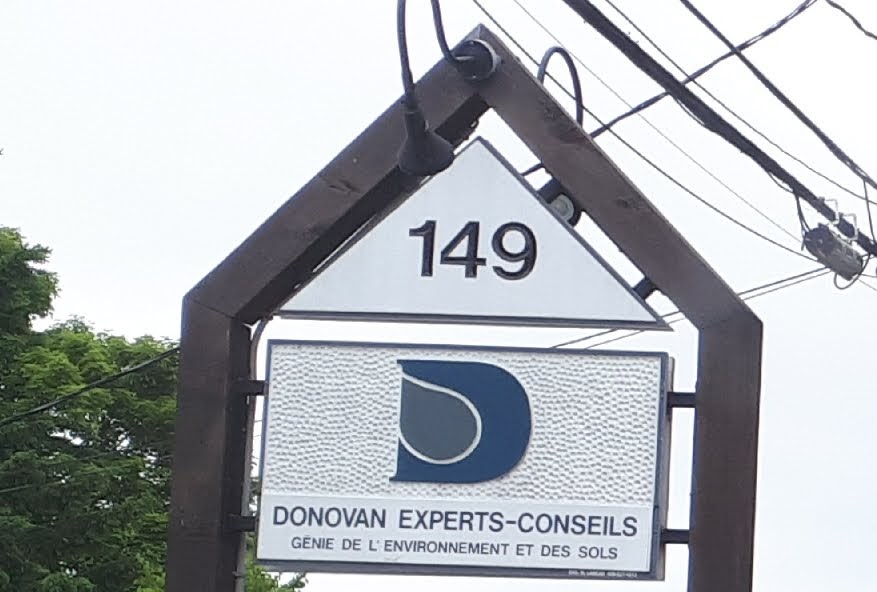 149
D
DONOVAN EXPERTS-CONSEILS
GÉNIE DE L'ENVIRONNEMENT ET DES SOLS